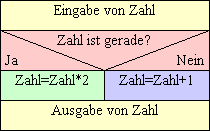 Eingabe von Zahl
Zahl ist gerade?
Ja
Nein
Zahl=Zahl*2
Zahl=Zahl+1
Ausgabe von Zahl